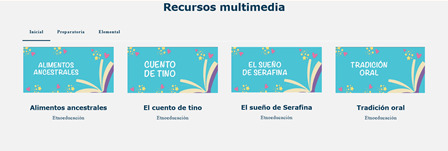 Recursos multimedia
Inicial Preparatoria Elemental
ALIMENTOS
ANCESTRALES
CUENTO
DE TINO
EL SUEÑO
DE SERAFINA
TRADICIÓN
ORAL
Alimentos ancestrales
El cuento de tino
El sueño de Serafina
Tradición oral
Etnoeducación
Etnoeducación
Etnoeducación
Etnoeducación